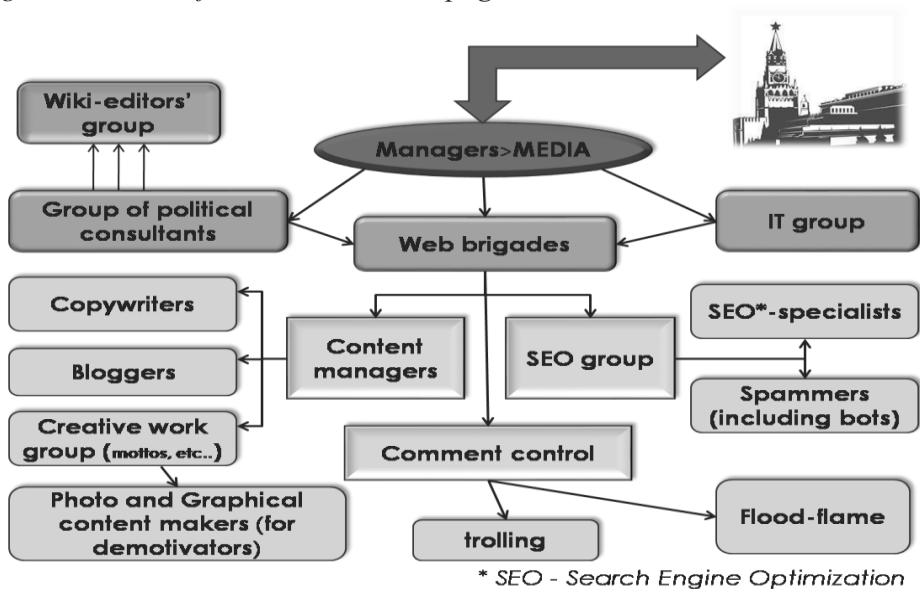 Wiki-editors'
group
Managers>MEDIA
Group of political
consultants
Web brigades
IT group
Copywriters
Bloggers
Creative work
group (mottos, etc..)
Photo and Graphical
content makers (for
demotivators)
Content
managers
SEO group
SEO*-specialists
Spammers
(including bots)
Comment control
trolling
Flood-flame
* SEO - Search Engine Optimization